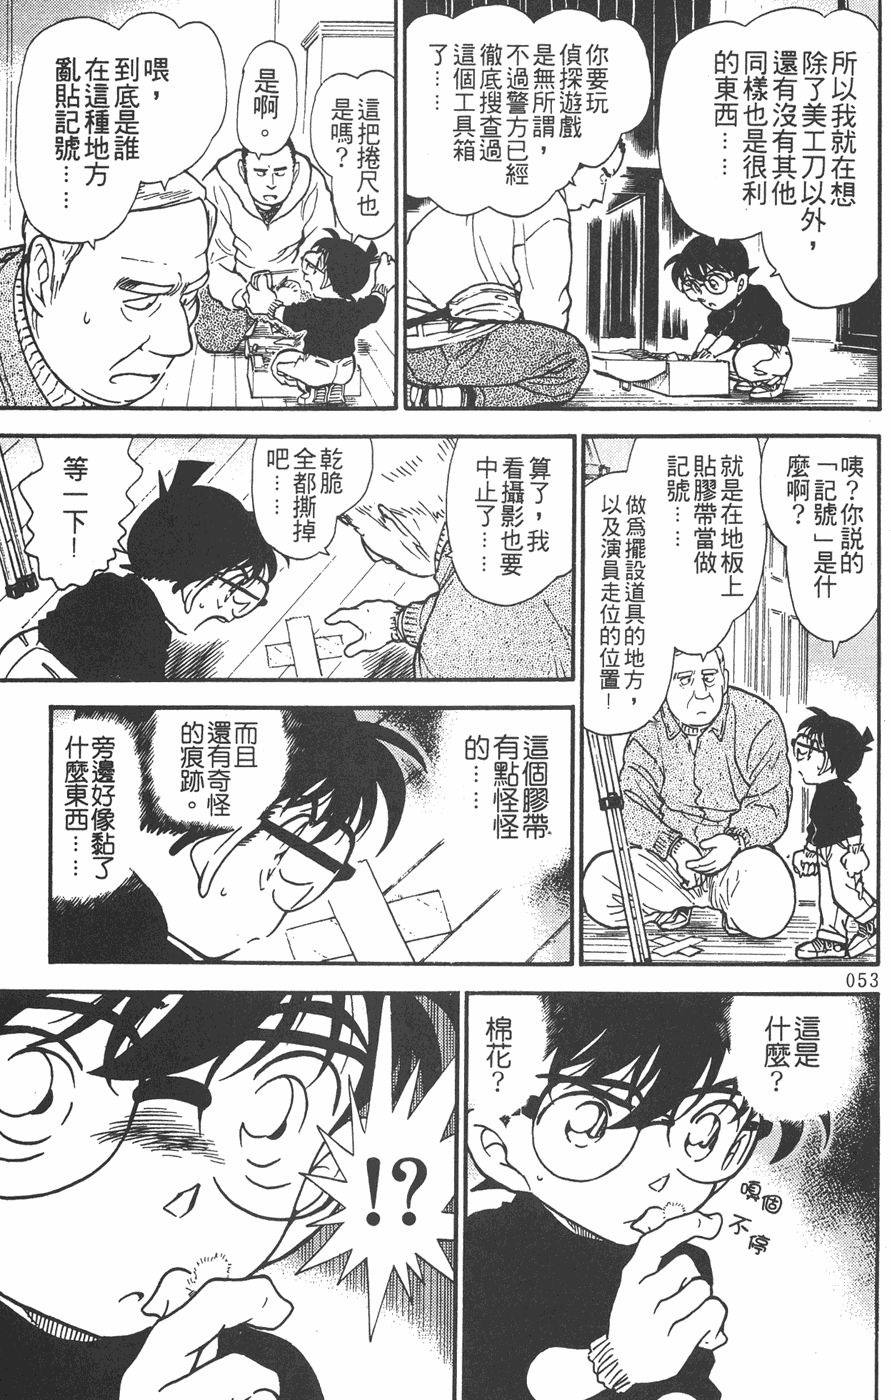 所以我就在想
除了美工刀以外，
還有沒有其他
同樣也是很利
的東西……
你要玩
偵探遊戲
是無所謂，
不過警方已經
徹底搜查過
這個工具箱
了……
這把捲尺也
是嗎？
是啊。
喂，
到底是誰
在這種地方
亂貼記號……
咦？你說的
「記號」是什
麼啊？
就是在地板上
貼膠帶當做
記號……
做為擺設道具的地方，
以及演員走位的位置！
算了，我
看攝影也要
中止了……
乾脆
全都撕掉
吧……
等一下！
這個膠帶
有點怪怪
的……
而且
還有奇怪
的痕跡。
旁邊好像黏了
什麼東西……
053
這是
什麼？
棉花？
嗅個
不停
！？